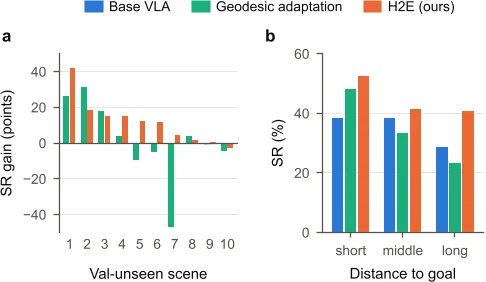 Base VLA Geodesic adaptation H2E (ours)
a
SR gain (points)
40
20
0
−20
−40
1 2 3 4 5 6 7 8 9 10
Val-unseen scene
b
SR (%)
60
40
20
0
short middle long
Distance to goal